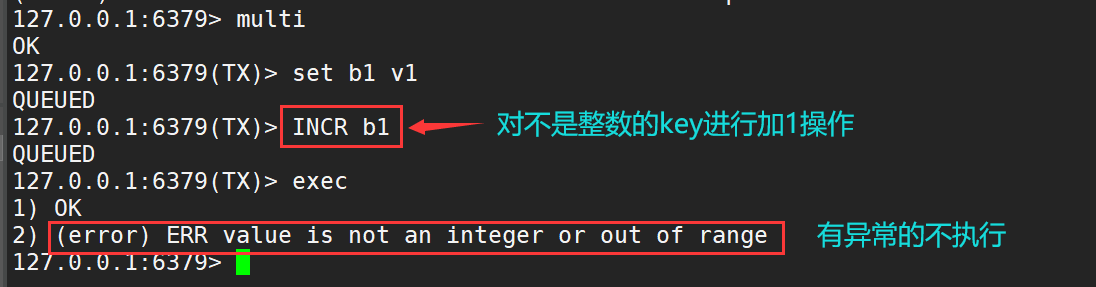 127.0.0.1:6379> multi
OK
127.0.0.1:6379(TX)> set b1 v1
QUEUED
127.0.0.1:6379(TX)> INCR b1 对不是整数的key进行加1操作
QUEUED
127.0.0.1:6379(TX)> exec
1) OK
2) (error) ERR value is not an integer or out of range 有异常的不执行
127.0.0.1:6379>